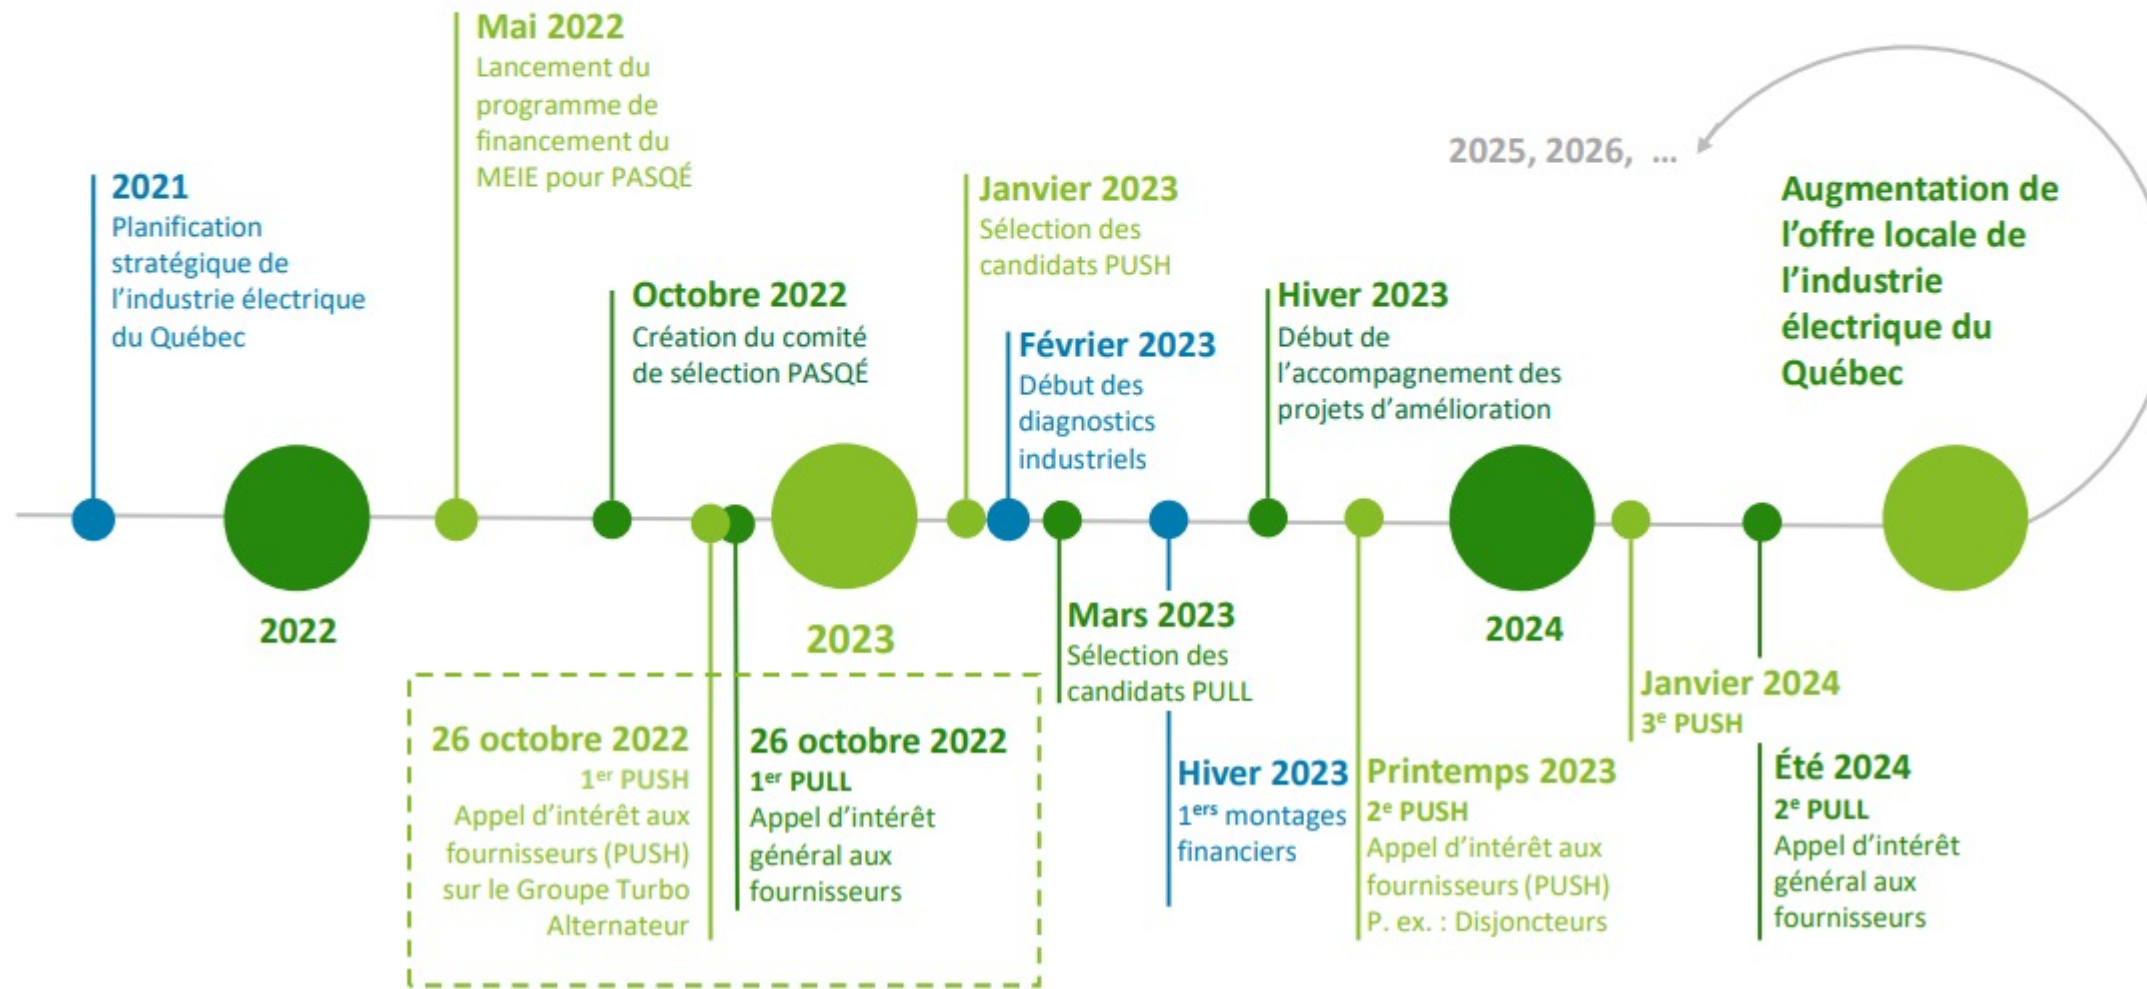 Mai 2022
Lancement du
programme de
financement du
MEIE pour PASQÉ
2021
Planification
stratégique de
l'industrie électrique
du Québec
Octobre 2022
Création du comité
de sélection PASQÉ
Janvier 2023
Sélection des
candidats PUSH
Février 2023
Début des
diagnostics
industriels
Hiver 2023
Début de
l'accompagnement des
projets d'amélioration
2025, 2026, ...
Augmentation de
l'offre locale de
l'industrie
électrique du
Québec
2022
2023
2024
26 octobre 2022
1er PUSH
Appel d'intérêt aux
fournisseurs (PUSH)
sur le Groupe Turbo
Alternateur
26 octobre 2022
1er PULL
Appel d'intérêt
général aux
fournisseurs
Mars 2023
Sélection des
candidats PULL
Hiver 2023
1ers montages
financiers
Printemps 2023
2e PUSH
Appel d'intérêt aux
fournisseurs (PUSH)
P. ex. : Disjoncteurs
Janvier 2024
3e PUSH
Été 2024
2e PULL
Appel d'intérêt
général aux
fournisseurs